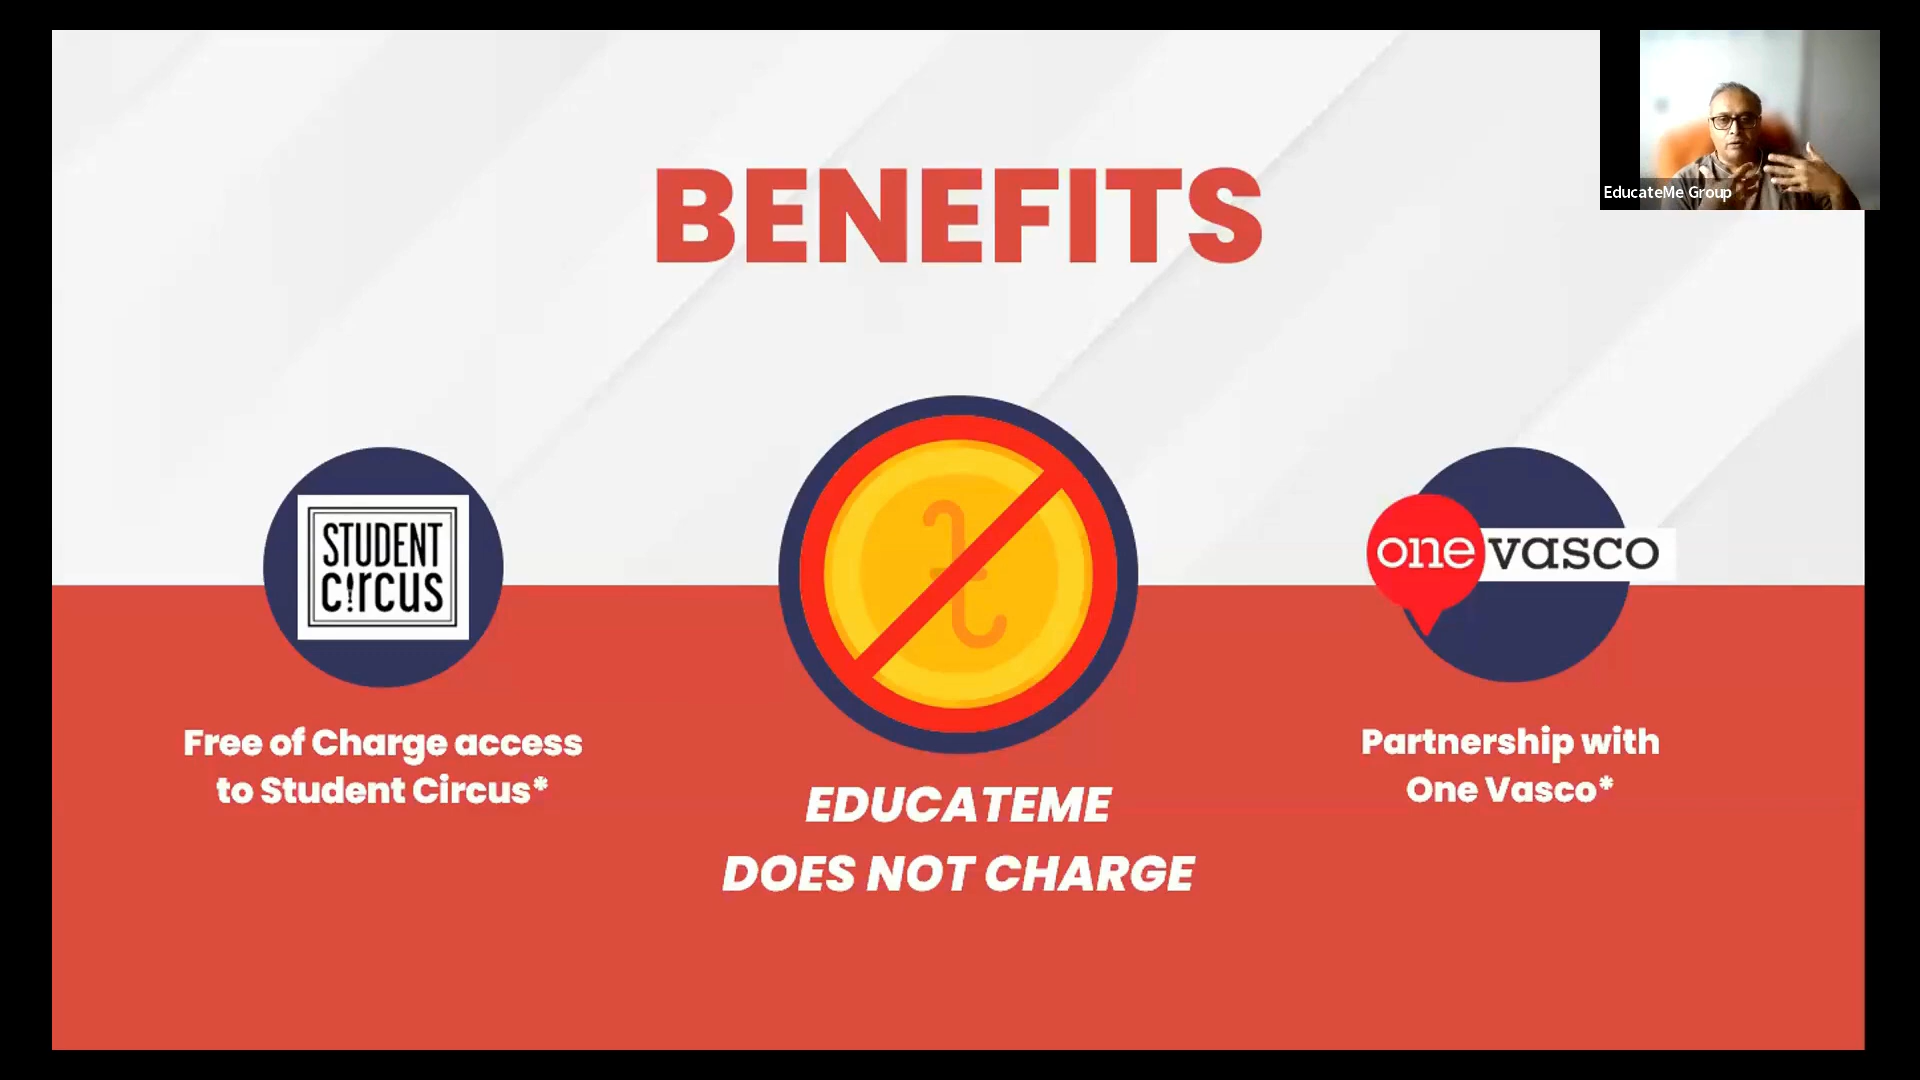 BENEFITS
EducateMe Group
STUDENT
CIRCUS
one vasco
Free of Charge access
to Student Circus*
EDUCATEME
DOES NOT CHARGE
Partnership with
One Vasco*